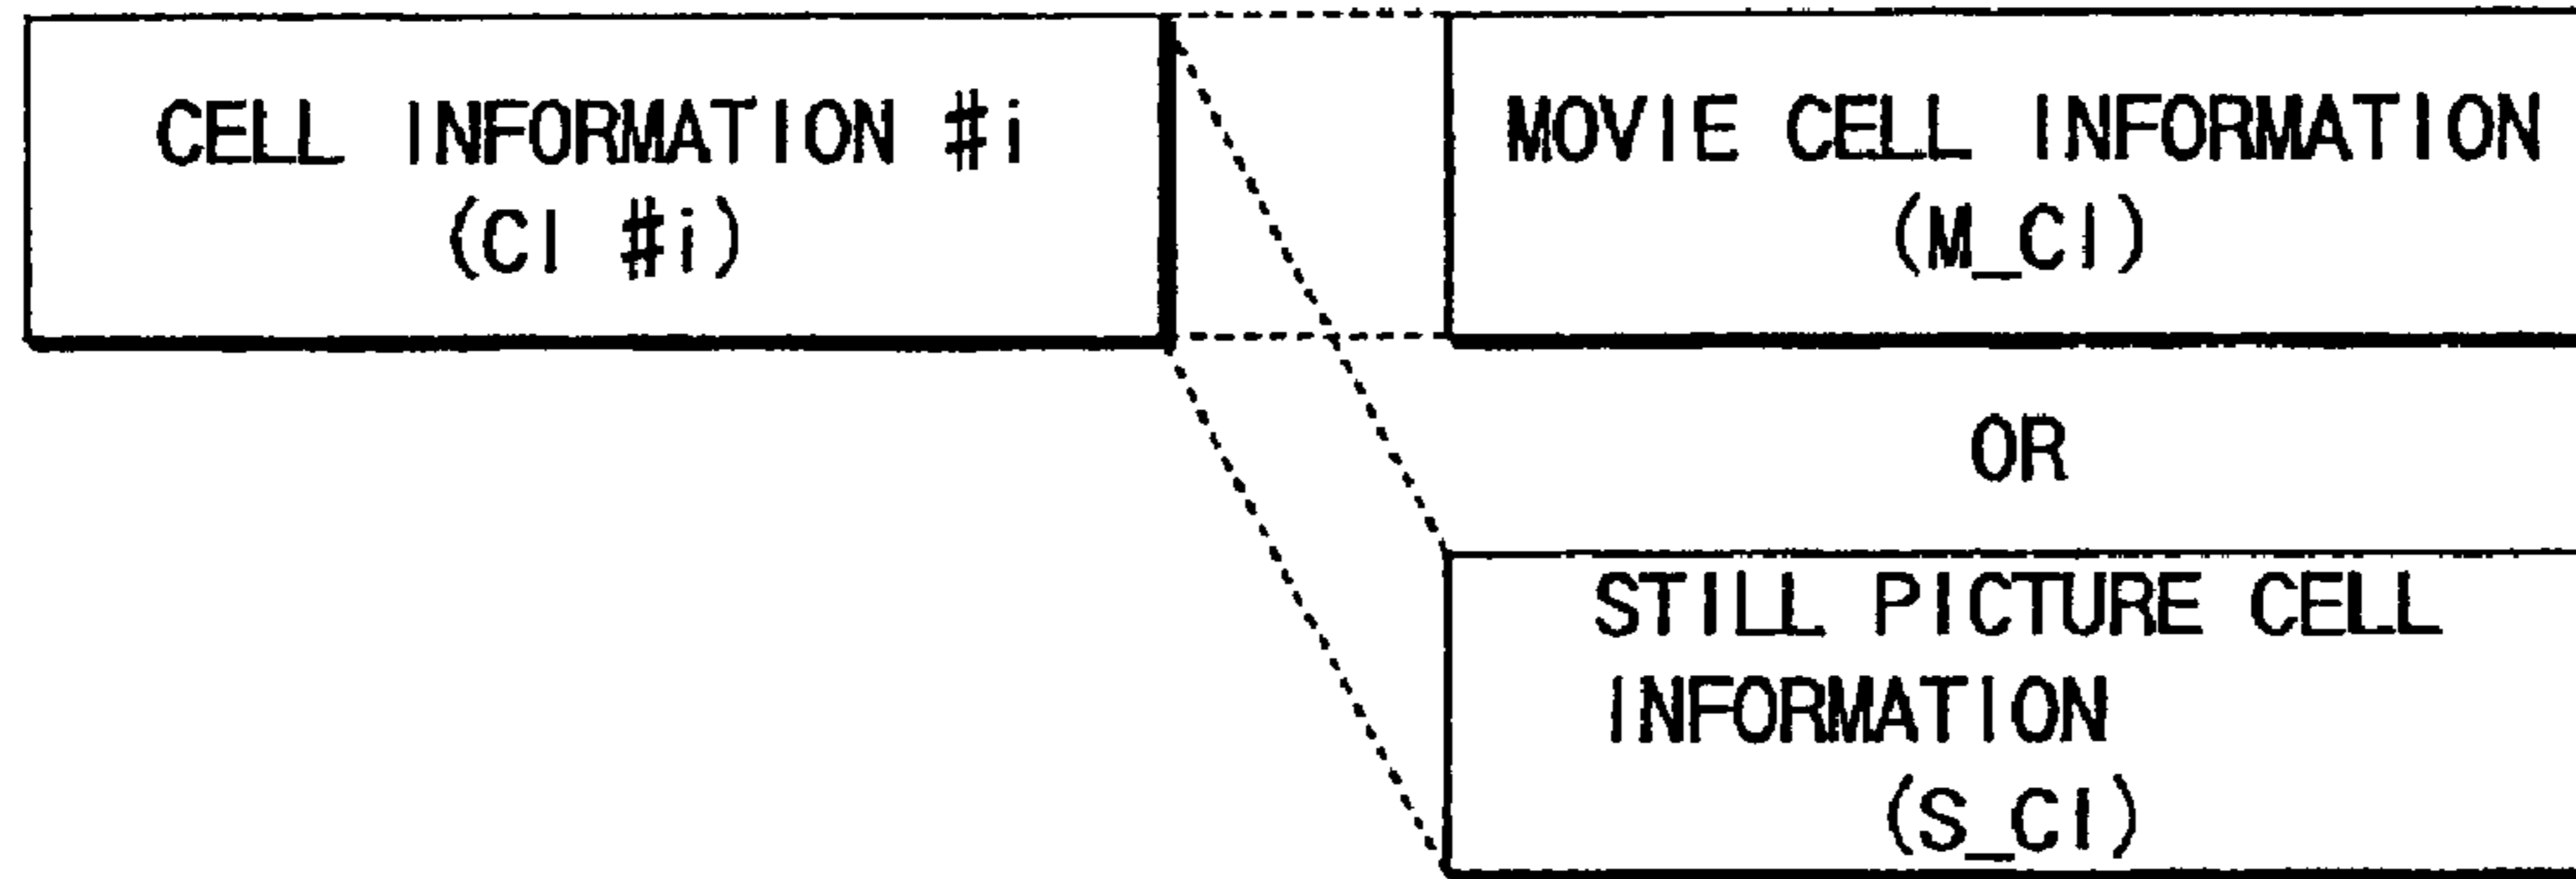 CELL INFORMATION #i
(CI #i)
MOVIE CELL INFORMATION
(M_CI)
OR
STILL PICTURE CELL
INFORMATION
(S_CI)